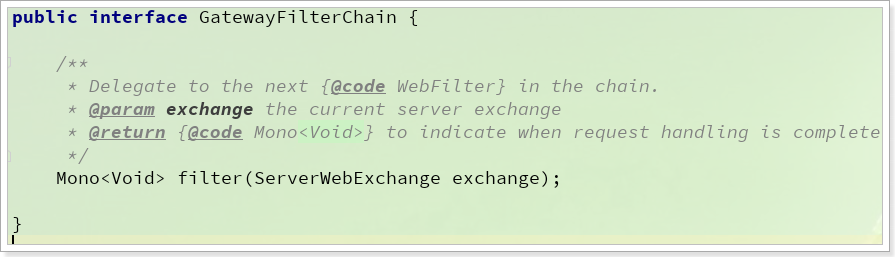 public interface GatewayFilterChain {
/**
* Delegate to the next {@code WebFilter} in the chain.
* @param exchange the current server exchange
* @return {@code Mono<Void>} to indicate when request handling is complete
*/
Mono<Void> filter(ServerWebExchange exchange);
}